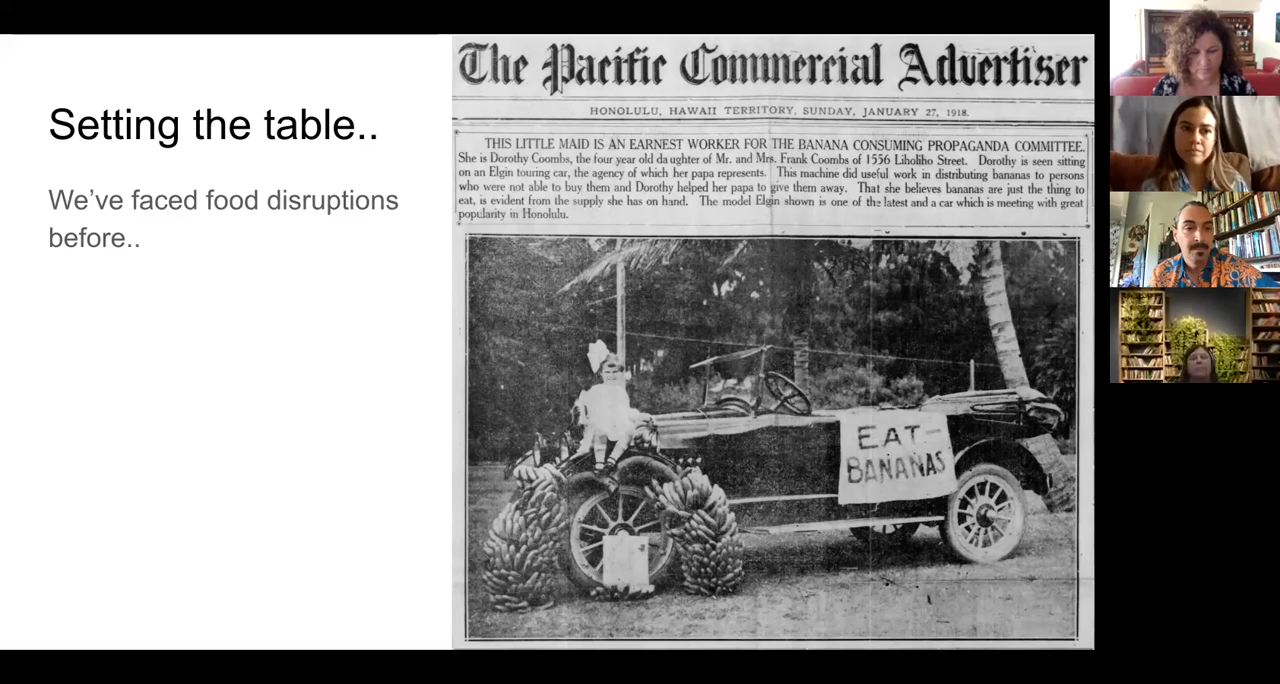 Setting the table..
We’ve faced food disruptions
before..
The Pacific Commercial Advertiser
HONOLULU, HAWAII TERRITORY, SUNDAY, JANUARY 27, 1918.
THIS LITTLE MAID IS AN EARNEST WORKER FOR THE BANANA CONSUMING PROPAGANDA COMMITTEE.
She is Dorothy Coombs, the four year old daughter of Mr. and Mrs. Frank Coombs of 1556 Liholiho Street. Dorothy is seen sitting
on an Elgin touring car, the agency of which her papa represents. This machine did useful work in distributing bananas to persons
who were not able to buy them and Dorothy helped her papa to give them away. That she believes bananas are just the thing to
eat, is evident from the supply she has on hand. The model Elgin shown is one of the latest and a car which is meeting with great
popularity in Honolulu.
EAT-
BANANAS